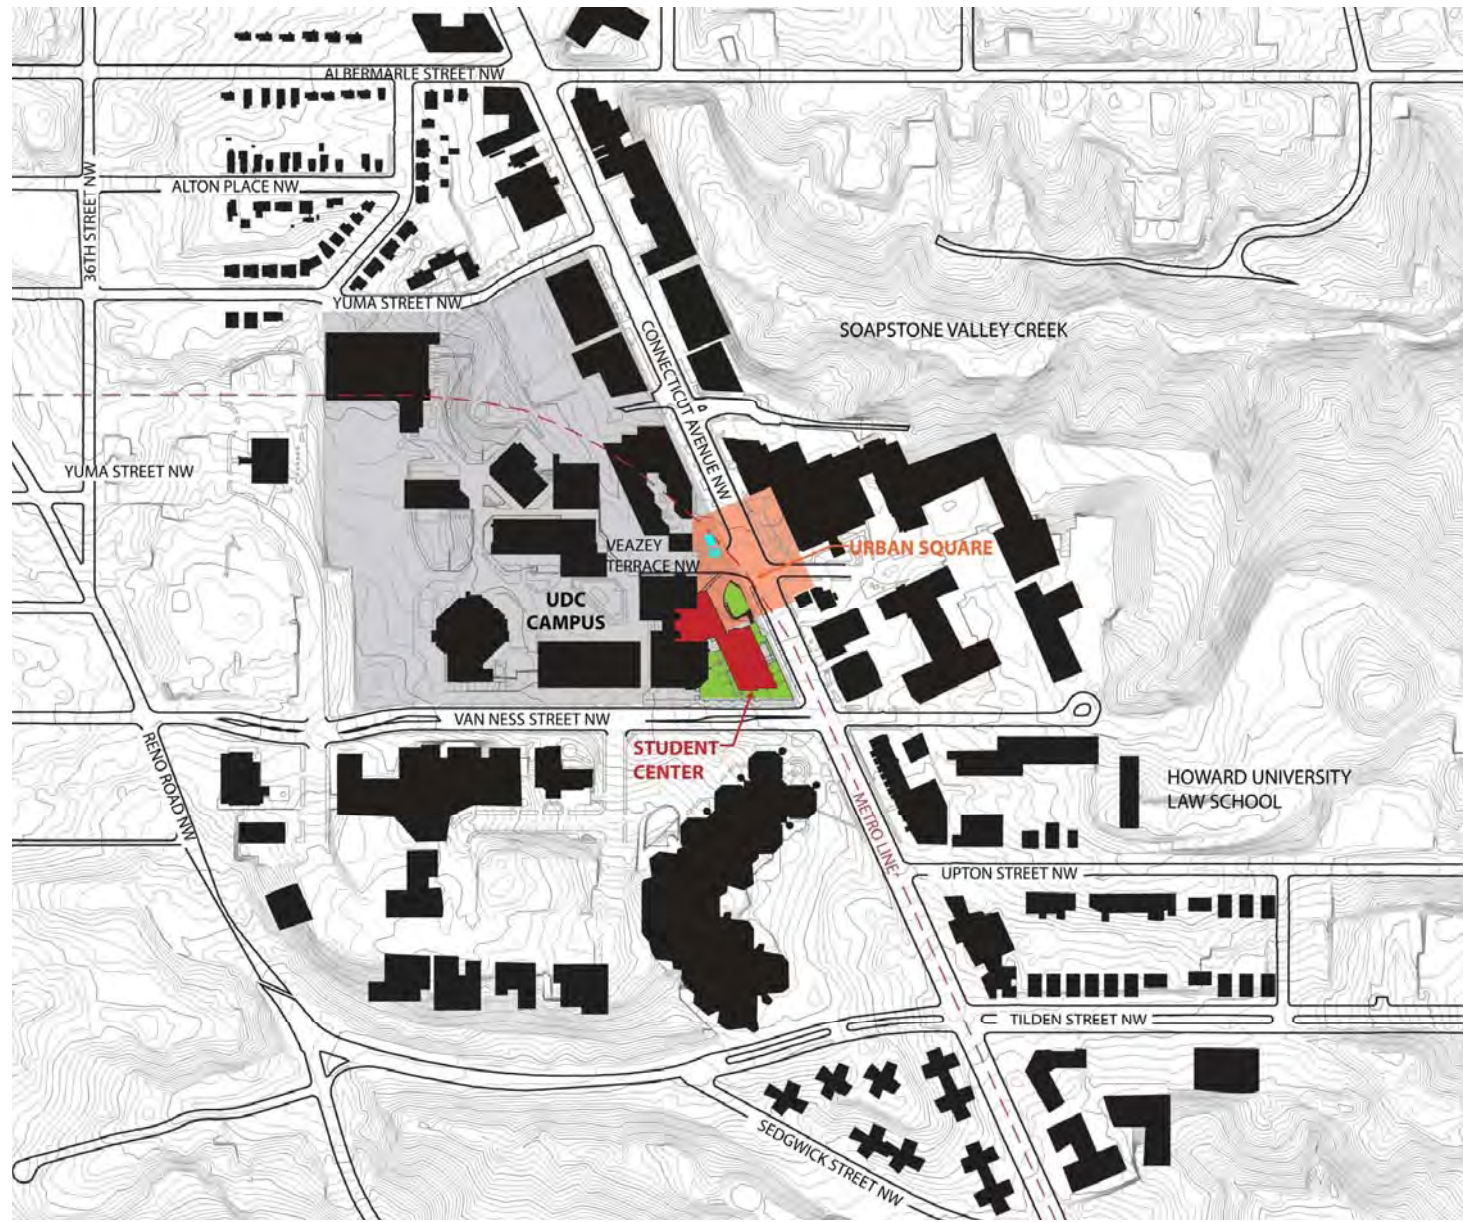 ALBERMARLE STREET NW
36TH STREET NW
ALTON PLACE NW
YUMA STREET NW
CONNECTICUT AVENUE NW
SOAPSTONE VALLEY CREEK
YUMA STREET NW
VEAZEY
TERRACE NW
URBAN SQUARE
UDC
CAMPUS
VAN NESS STREET NW
STUDENT
CENTER
RENO ROAD NW
METRO LINE
HOWARD UNIVERSITY
LAW SCHOOL
UPTON STREET NW
TILDEN STREET NW
SEDGWICK STREET NW